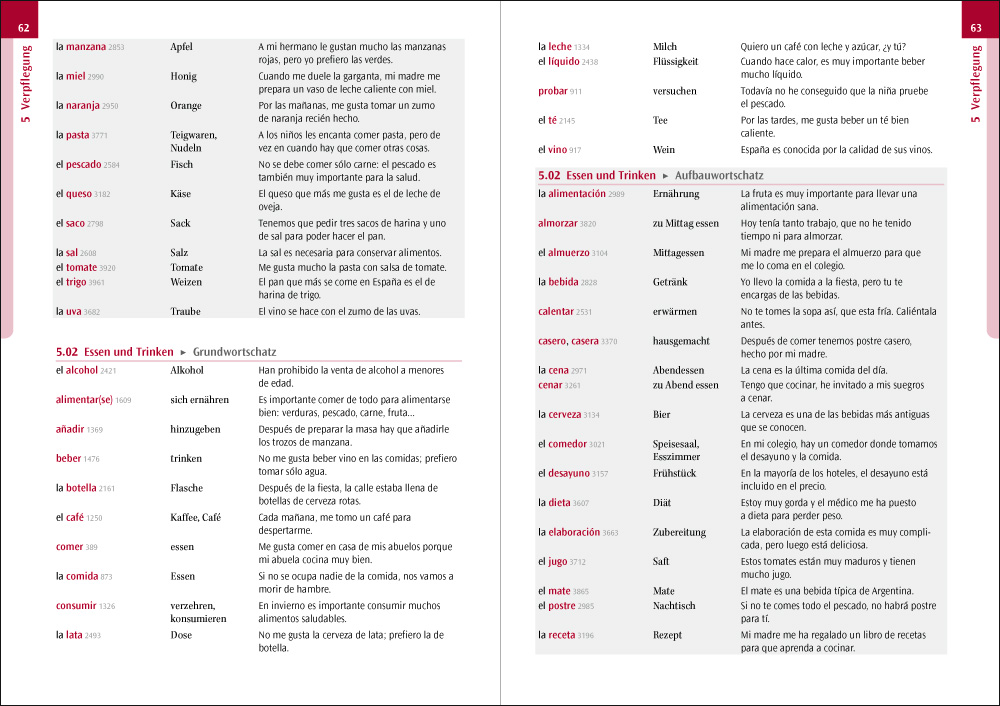 62
5 Verpflegung
la manzana 2853 Apfel A mi hermano le gustan mucho las manzanas
rojas, pero yo prefiero las verdes.
la miel 2990 Honig Cuando me duele la garganta, mi madre me
prepara un vaso de leche caliente con miel.
la naranja 2950 Orange Por las mañanas, me gusta tomar un zumo
de naranja recién hecho.
la pasta 3771 Teigwaren, A los niños les encanta comer pasta, pero de
Nudeln vez en cuando hay que comer otras cosas.
el pescado 2584 Fisch No se debe comer sólo carne: el pescado es
también muy importante para la salud.
el queso 3182 Käse El queso que más me gusta es el de leche de
oveja.
el saco 2798 Sack Tenemos que pedir tres sacos de harina y uno
de sal para poder hacer el pan.
la sal 2608 Salz La sal es necesaria para conservar alimentos.
el tomate 3920 Tomate Me gusta mucho la pasta con salsa de tomate.
el trigo 3961 Weizen El pan que más se come en España es el de
harina de trigo.
la uva 3682 Traube El vino se hace con el zumo de las uvas.
5.02 Essen und Trinken ▸ Grundwortschatz
el alcohol 2421 Alkohol Han prohibido la venta de alcohol a menores
de edad.
alimentar(se) 1609 sich ernähren Es importante comer de todo para alimentarse
bien: verduras, pescado, carne, fruta...
añadir 1369 hinzugeben Después de preparar la masa hay que añadirle
los trozos de manzana.
beber 1476 trinken No me gusta beber vino en las comidas; prefiero
tomar sólo agua.
la botella 2161 Flasche Después de la fiesta, la calle estaba llena de
botellas de cerveza rotas.
el café 1250 Kaffee, Café Cada mañana, me tomo un café para
despertarme.
comer 389 essen Me gusta comer en casa de mis abuelos porque
mi abuela cocina muy bien.
la comida 873 Essen Si no se ocupa nadie de la comida, nos vamos a
morir de hambre.
consumir 1326 verzehren, En invierno es importante consumir muchos
konsumieren alimentos saludables.
la lata 2493 Dose No me gusta la cerveza de lata; prefiero la de
botella.
63
5 Verpflegung
la leche 1334 Milch Quiero un café con leche y azúcar, ¿y tú?
el líquido 2438 Flüssigkeit Cuando hace calor, es muy importante beber
mucho líquido.
probar 911 versuchen Todavía no he conseguido que la niña pruebe
el pescado.
el té 2145 Tee Por las tardes, me gusta beber un té bien
caliente.
el vino 917 Wein España es conocida por la calidad de sus vinos.
5.02 Essen und Trinken ▸ Aufbauwortschatz
la alimentación 2989 Ernährung La fruta es muy importante para llevar una
alimentación sana.
almorzar 3820 zu Mittag essen Hoy tenía tanto trabajo, que no he tenido
tiempo ni para almorzar.
el almuerzo 3104 Mittagessen Mi madre me prepara el almuerzo para que
me lo coma en el colegio.
la bebida 2828 Getränk Yo llevo la comida a la fiesta, pero tu te
encargas de las bebidas.
calentar 2531 erwärmen No te tomes la sopa así, que esta fría. Caliéntala
antes.
casero, casera 3370 hausgemacht Después de comer tenemos postre casero,
hecho por mi madre.
la cena 2971 Abendessen La cena es la última comida del día.
cenar 3261 zu Abend essen Tengo que cocinar, he invitado a mis suegros
a cenar.
la cerveza 3134 Bier La cerveza es una de las bebidas más antiguas
que se conocen.
el comedor 3021 Speisesaal, En mi colegio, hay un comedor donde tomamos
Esszimmer el desayuno y la comida.
el desayuno 3157 Frühstück En la mayoría de los hoteles, el desayuno está
incluido en el precio.
la dieta 3607 Diät Estoy muy gorda y el médico me ha puesto
a dieta para perder peso.
la elaboración 3663 Zubereitung La elaboración de esta comida es muy compli-
cada, pero luego está deliciosa.
el jugo 3712 Saft Estos tomates están muy maduros y tienen
mucho jugo.
el mate 3865 Mate El mate es una bebida típica de Argentina.
el postre 2985 Nachtisch Si no te comes todo el pescado, no habrá postre
para tí.
la receta 3196 Rezept Mi madre me ha regalado un libro de recetas
para que aprenda a cocinar.